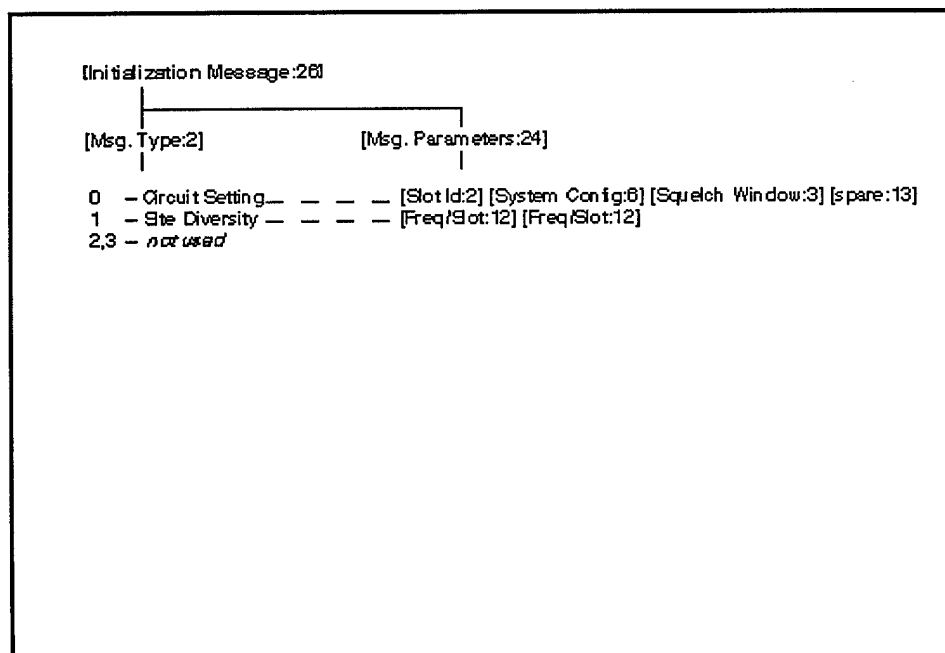 [Initialization Message:26]
[Msg. Type:2] [Msg. Parameters:24]
0 – Circuit Setting — — — — [Slot Id:2] [System Config:6] [Squelch Window:3] [spare:13]
1 – Site Diversity — — — — [Freq/Slot:12] [Freq/Slot:12]
2,3 – not used